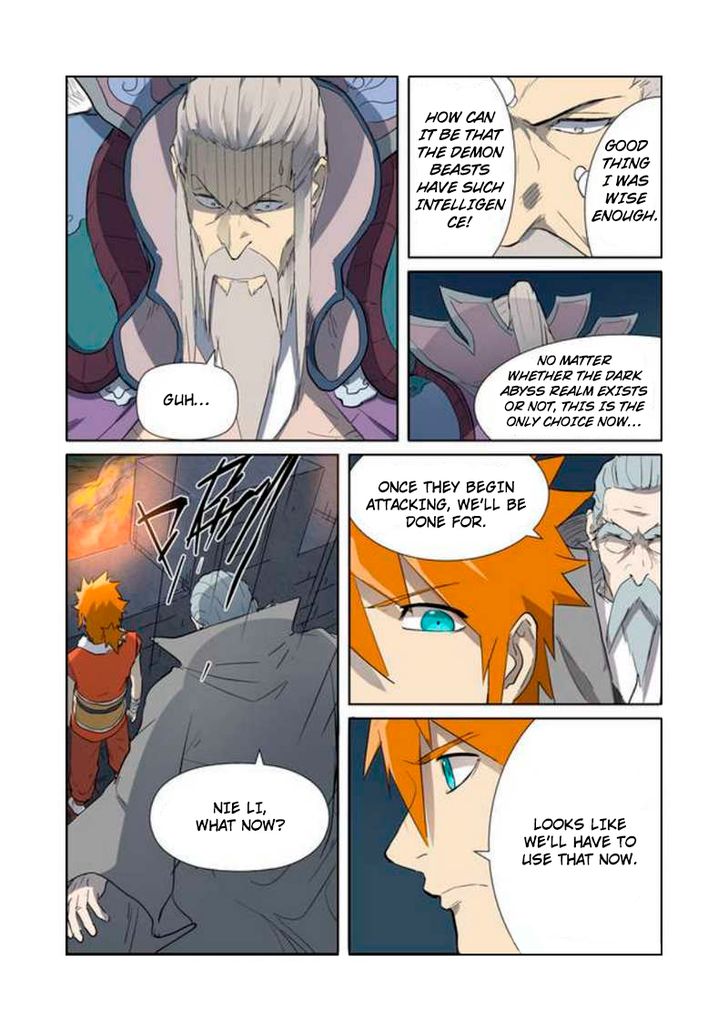 GUH...
HOW CAN
IT BE THAT
THE DEMON
BEASTS
HAVE SUCH
INTELLIGEN
CE!
GOOD
THING
I WAS
WISE
ENOUGH.
NO MATTER
WHETHER THE DARK
ABYSS REALM EXISTS
OR NOT, THIS IS THE
ONLY CHOICE NOW...
NIE LI,
WHAT NOW?
ONCE THEY BEGIN
ATTACKING, WE'LL BE
DONE FOR.
LOOKS LIKE
WE'LL HAVE TO
USE THAT NOW.